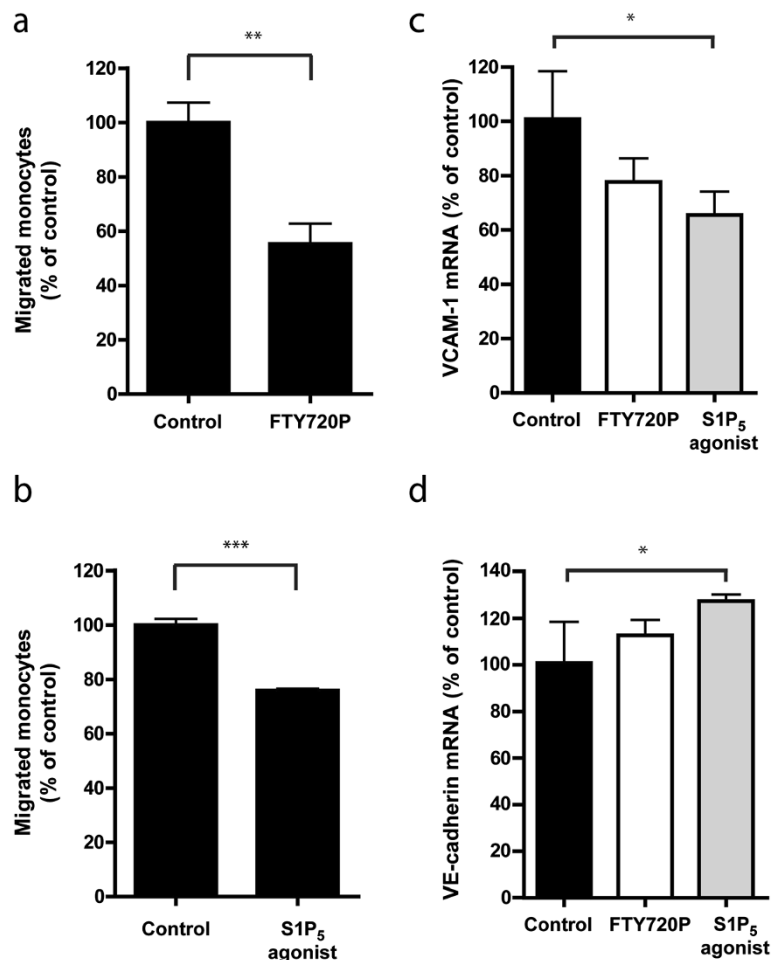 a
**
Migrated monocytes
(% of control)
120
100
80
60
40
20
0
Control
FTY720P
c
*
VCAM-1 mRNA (% of control)
120
100
80
60
40
20
0
Control
FTY720P
S1P5
agonist
b
***
Migrated monocytes
(% of control)
120
100
80
60
40
20
0
Control
S1P5
agonist
d
*
VE-cadherin mRNA (% of control)
140
120
100
80
60
40
20
0
Control
FTY720P
S1P5
agonist